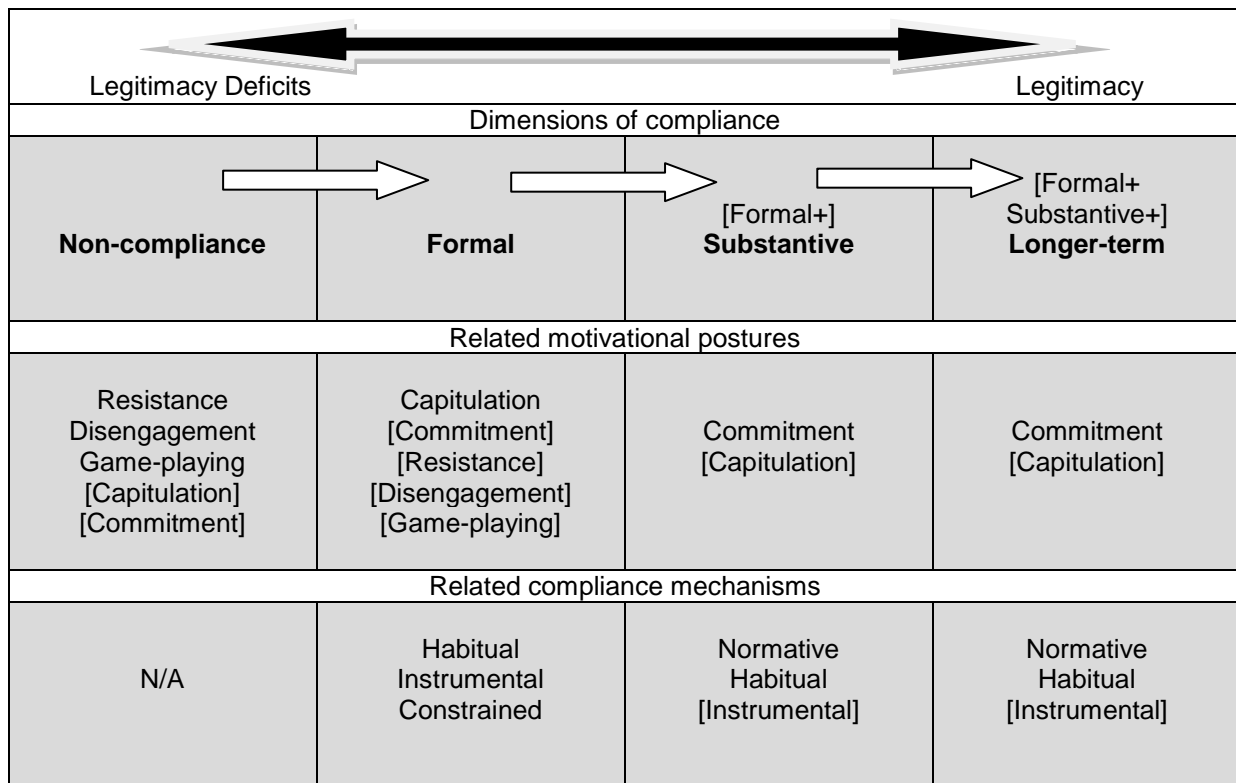 Legitimacy Deficits
Legitimacy
Dimensions of compliance
Non-compliance
Formal
[Formal+]
Substantive
[Formal+
Substantive+]
Longer-term
Related motivational postures
Resistance
Disengagement
Game-playing
[Capitulation]
[Commitment]
Capitulation
[Commitment]
[Resistance]
[Disengagement]
[Game-playing]
Commitment
[Capitulation]
Commitment
[Capitulation]
Related compliance mechanisms
N/A
Habitual
Instrumental
Constrained
Normative
Habitual
[Instrumental]
Normative
Habitual
[Instrumental]